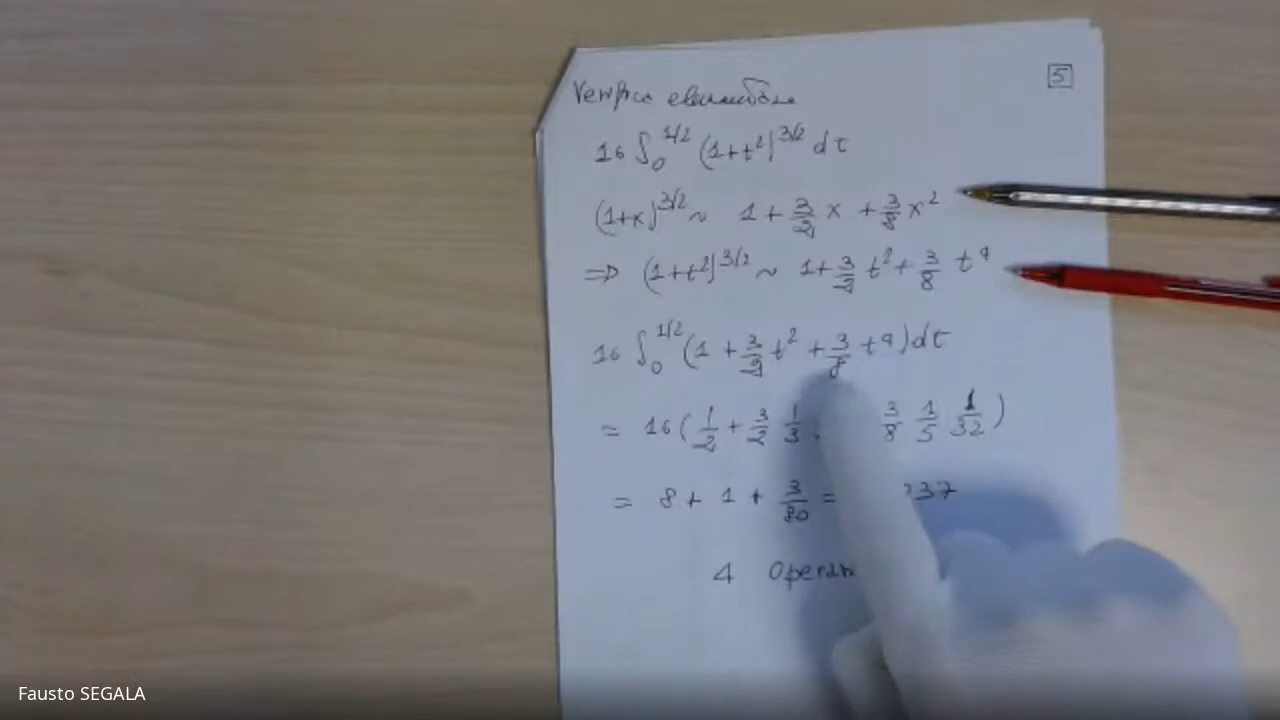 Verifica elementare
5
16 ∫₀^{1/2} (1+t²)^{3/2} dt
(1+x)^{3/2} ~ 1 + 3/2 x + 3/8 x²
⇒ (1+t²)^{3/2} ~ 1 + 3/2 t² + 3/8 t⁴
16 ∫₀^{1/2} (1 + 3/2 t² + 3/8 t⁴) dt
= 16 ( 1/2 + 3/2 1/3 3/8 1/5 1/32 )
= 8 + 1 + 3/80 = 037
4
Fausto SEGALA